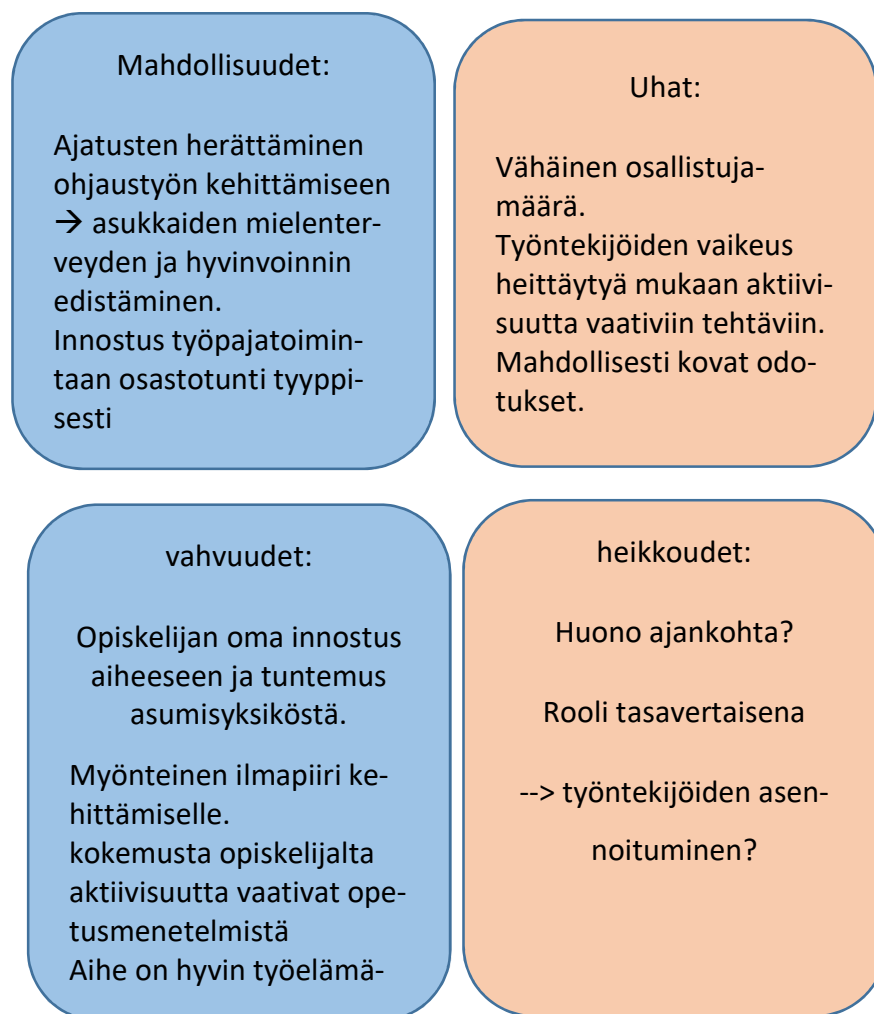 Mahdollisuudet:
Ajatusten herättäminen
ohjaustyön kehittämiseen
→ asukkaiden mielenter-
veyden ja hyvinvoinnin
edistäminen.
Innostus työpajatoimin-
taan osastotunti tyyppi-
sesti
Uhat:
Vähäinen osallistuja-
määrä.
Työntekijöiden vaikeus
heittäytyä mukaan aktiivi-
suutta vaativiin tehtäviin.
Mahdollisesti kovat odo-
tukset.
vahvuudet:
Opiskelijan oma innostus
aiheeseen ja tuntemus
asumisyksiköstä.
Myönteinen ilmapiiri ke-
hittämiselle.
kokemusta opiskelijalta
aktiivisuutta vaativat ope-
tusmenetelmistä
Aihe on hyvin työelämä-
heikkoudet:
Huono ajankohta?
Rooli tasavertaisena
--> työntekijöiden asen-
noituminen?